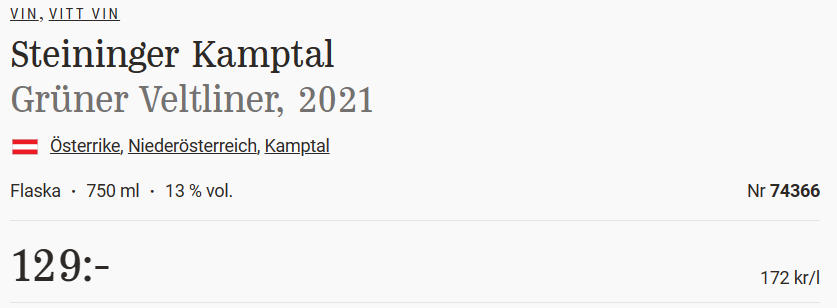 VIN, VITT VIN
Steininger Kamptal
Grüner Veltliner, 2021
Österrike, Niederösterreich, Kamptal
Flaska · 750 ml · 13 % vol. Nr 74366
129:- 172 kr/l